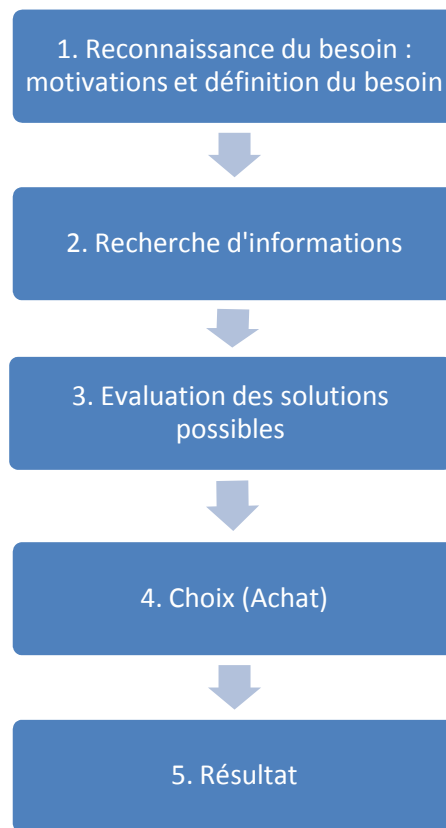 1. Reconnaissance du besoin :
motivations et définition du besoin
2. Recherche d'informations
3. Evaluation des solutions
possibles
4. Choix (Achat)
5. Résultat